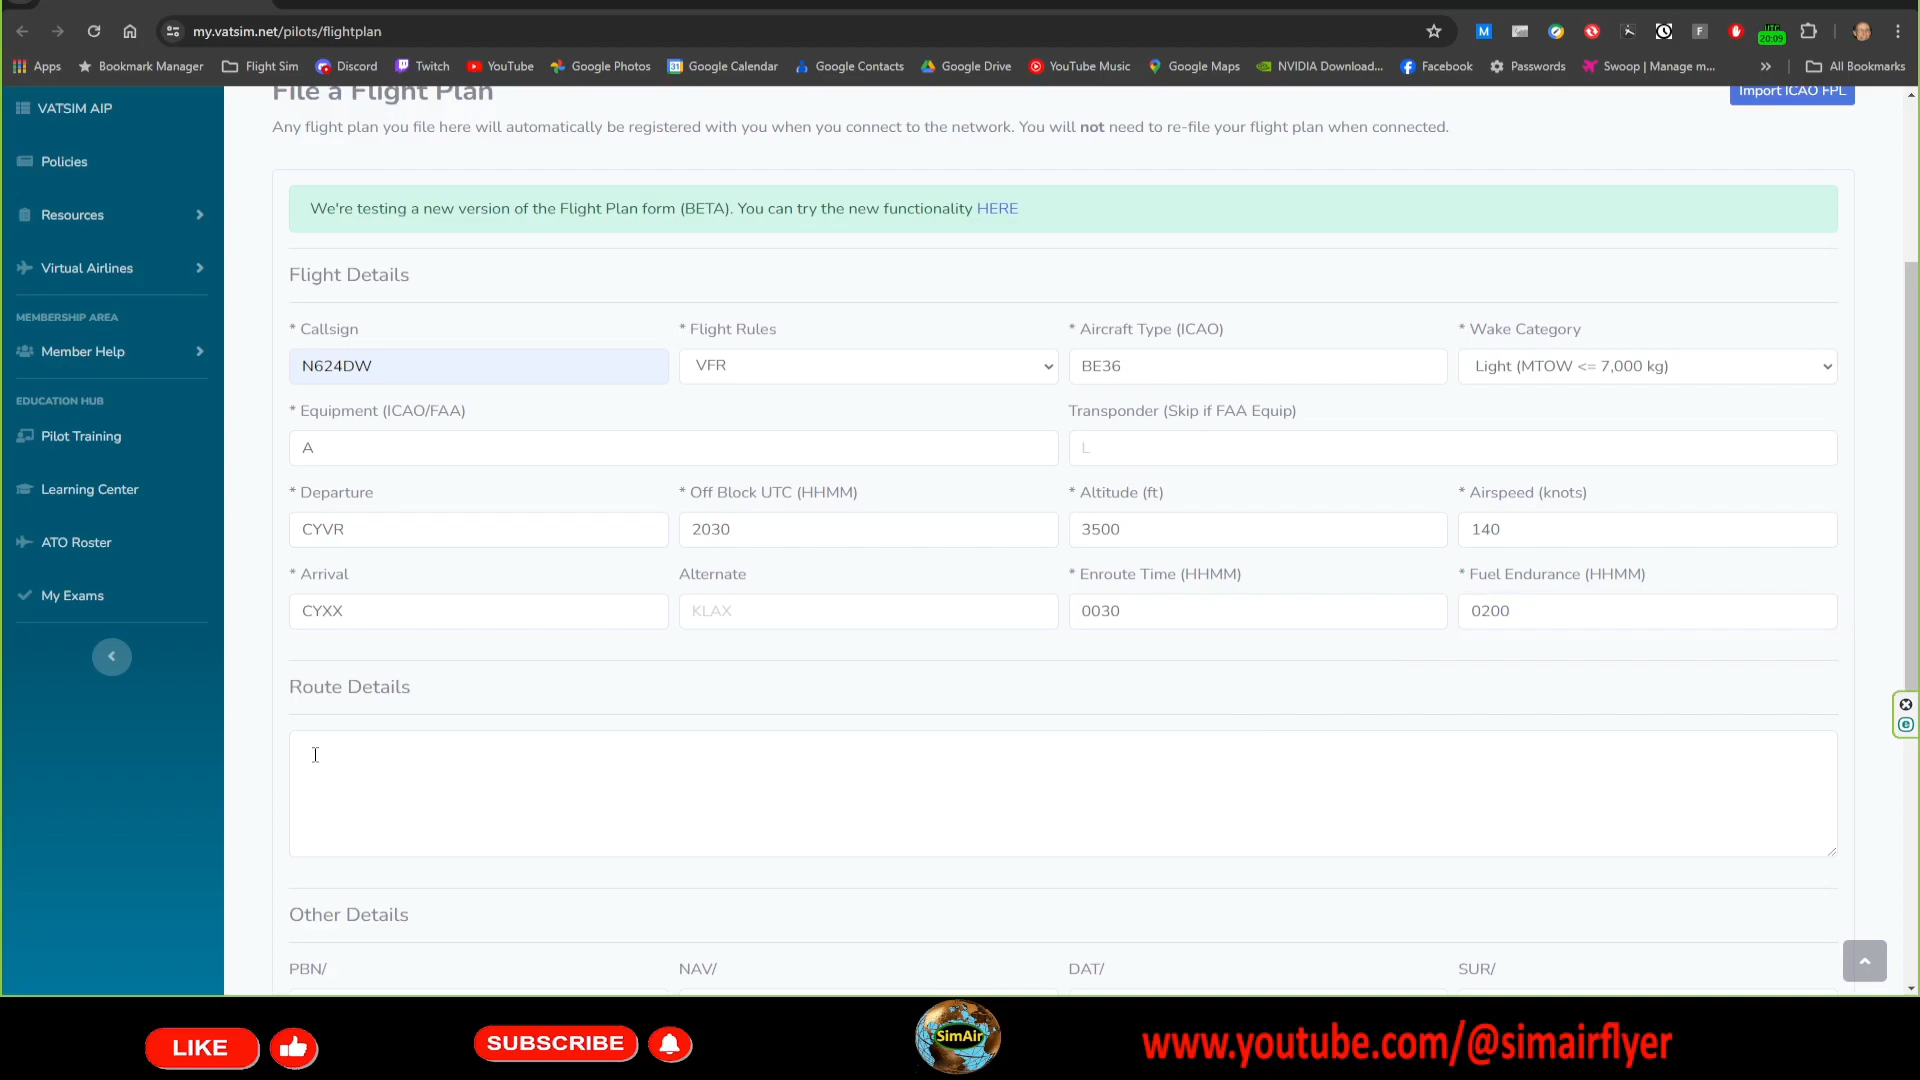 my.vatsim.net/pilots/flightplan
M
F
UTC
20:09
Apps
Bookmark Manager
Flight Sim
Discord
Twitch
YouTube
Google Photos
31
Google Calendar
Google Contacts
Google Drive
YouTube Music
Google Maps
NVIDIA Download...
Facebook
Passwords
Swoop | Manage m...
»
All Bookmarks
VATSIM AIP
Policies
Resources
Virtual Airlines
MEMBERSHIP AREA
Member Help
EDUCATION HUB
Pilot Training
Learning Center
ATO Roster
My Exams
File a Flight Plan
Import ICAO FPL
Any flight plan you file here will automatically be registered with you when you connect to the network. You will not need to re-file your flight plan when connected.
We're testing a new version of the Flight Plan form (BETA). You can try the new functionality HERE
Flight Details
* Callsign
* Flight Rules
* Aircraft Type (ICAO)
* Wake Category
N624DW
VFR
BE36
Light (MTOW <= 7,000 kg)
* Equipment (ICAO/FAA)
Transponder (Skip if FAA Equip)
A
L
* Departure
* Off Block UTC (HHMM)
* Altitude (ft)
* Airspeed (knots)
CYVR
2030
3500
140
* Arrival
Alternate
* Enroute Time (HHMM)
* Fuel Endurance (HHMM)
CYXX
KLAX
0030
0200
Route Details
Other Details
PBN/
NAV/
DAT/
SUR/
LIKE
SUBSCRIBE
SimAir
www.youtube.com/@simairflyer